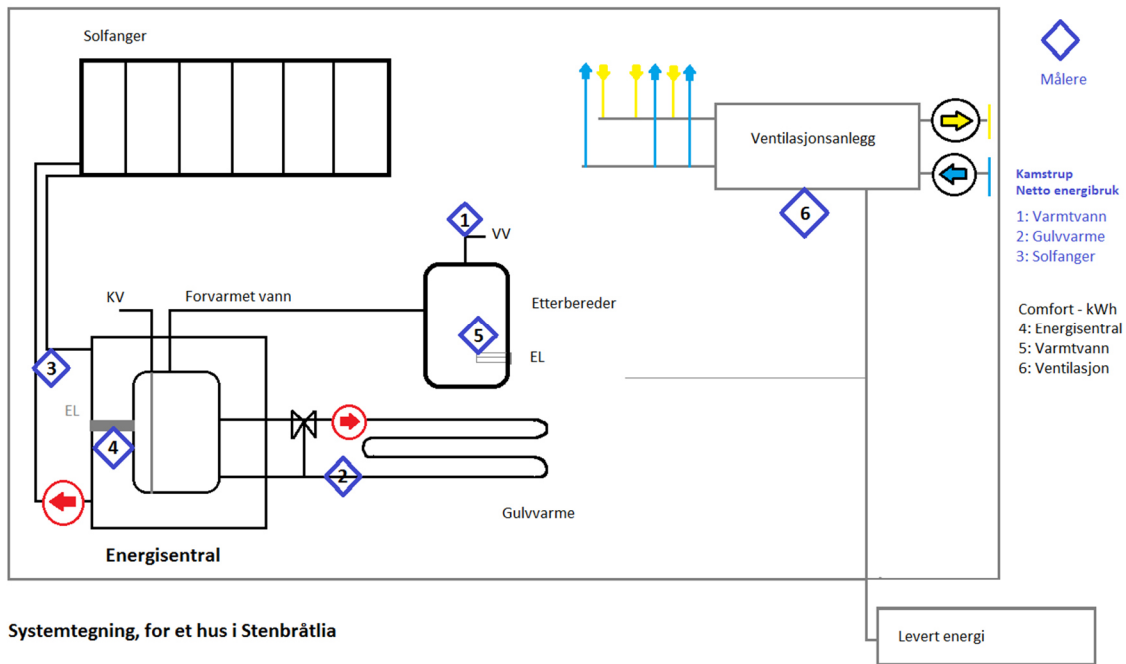 Solfanger
Målere
Ventilasjonsanlegg
Kamstrup
Netto energibruk
1: Varmtvann
2: Gulvvarme
3: Solfanger
6
1
VV
KV
Forvarmet vann
Etterbereder
5
EL
Comfort - kWh
4: Energisentral
5: Varmtvann
6: Ventilasjon
3
EL
4
2
Gulvvarme
Energisentral
Systemtegning, for et hus i Stenbråtlia
Levert energi